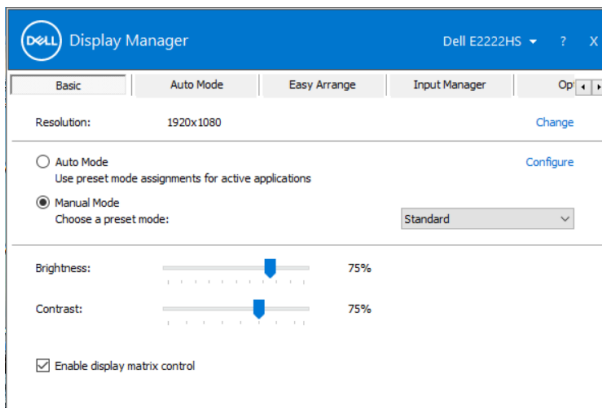 DELL Display Manager Dell E2222HS ? X
Basic Auto Mode Easy Arrange Input Manager Op
Resolution: 1920x1080 Change
Auto Mode Configure
Use preset mode assignments for active applications
Manual Mode
Choose a preset mode: Standard
Brightness: 75%
Contrast: 75%
Enable display matrix control